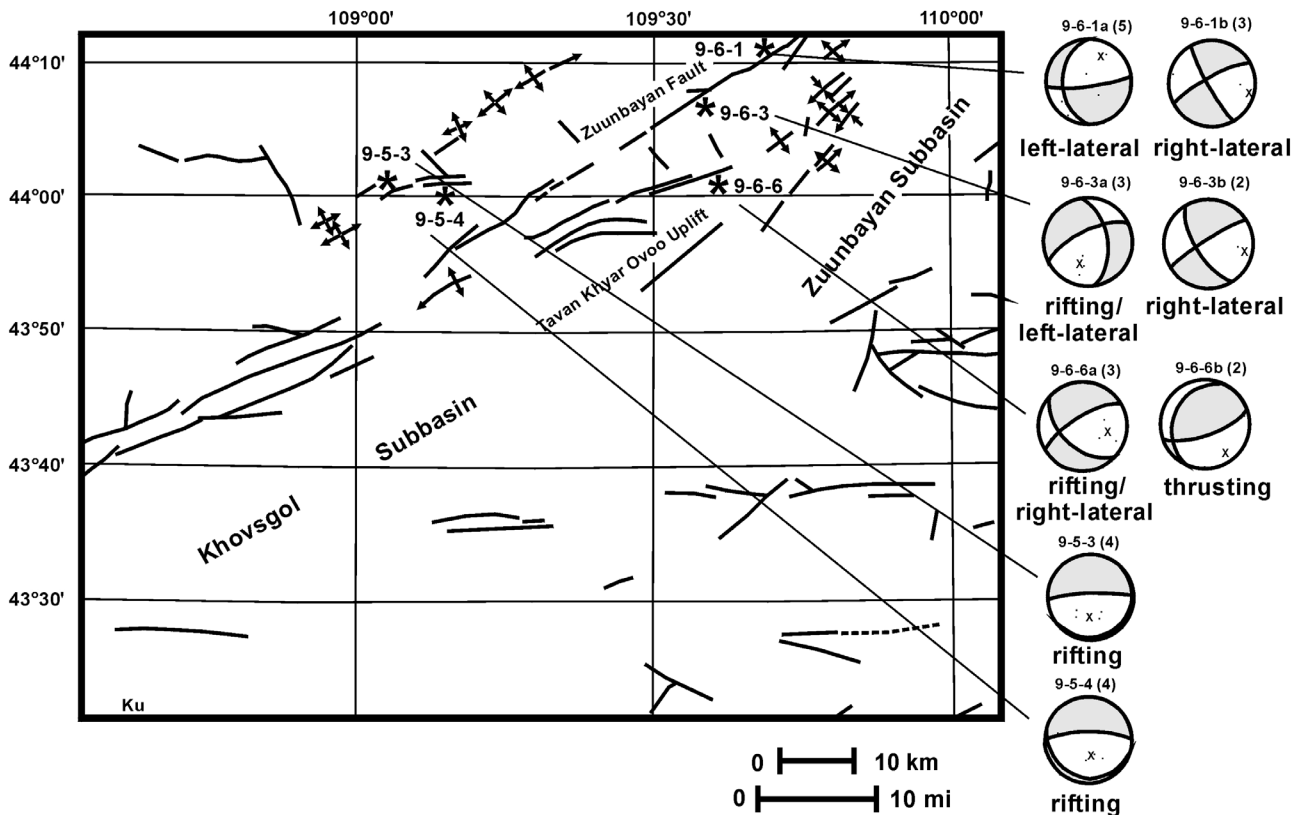 109°00'
109°30'
110°00'
44°10'
44°00'
43°50'
43°40'
43°30'
9-6-1
Zuunbayan Fault
9-6-3
9-5-3
9-6-6
9-5-4
Zuunbayan Subbasin
Tavan Khyar Ovoo Uplift
Subbasin
Khovsgol
Ku
9-6-1a (5)
9-6-1b (3)
x
x
left-lateral
right-lateral
9-6-3a (3)
9-6-3b (2)
x
x
rifting/
left-lateral
right-lateral
9-6-6a (3)
9-6-6b (2)
x
x
rifting/
right-lateral
thrusting
9-5-3 (4)
x
rifting
9-5-4 (4)
x
rifting
0 10 km
0 10 mi